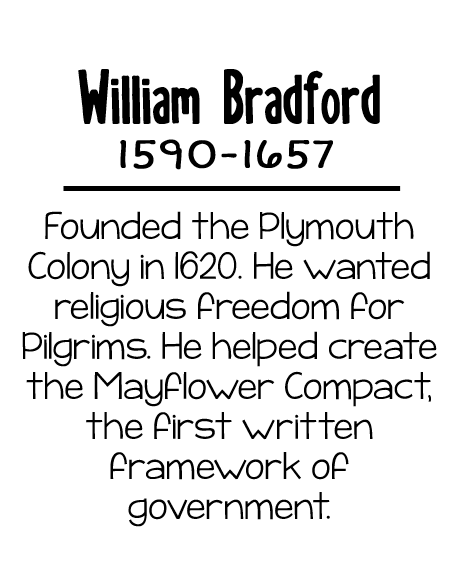 William Bradford
1590-1657
Founded the Plymouth
Colony in 1620. He wanted
religious freedom for
Pilgrims. He helped create
the Mayflower Compact,
the first written
framework of
government.